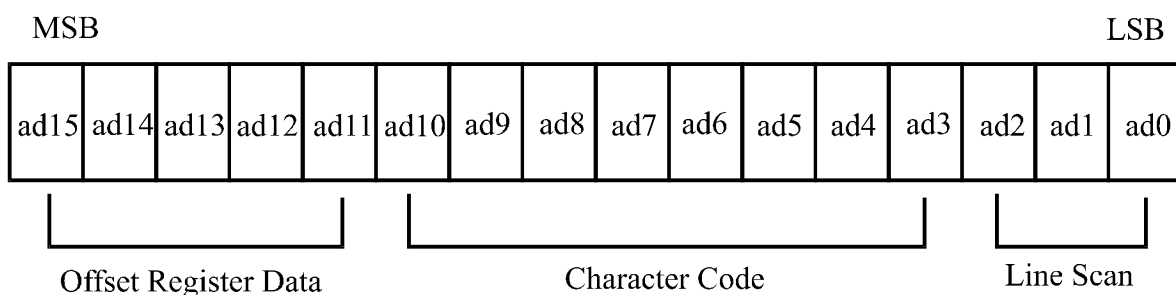 MSB LSB
ad15 ad14 ad13 ad12 ad11 ad10 ad9 ad8 ad7 ad6 ad5 ad4 ad3 ad2 ad1 ad0
Offset Register Data Character Code Line Scan